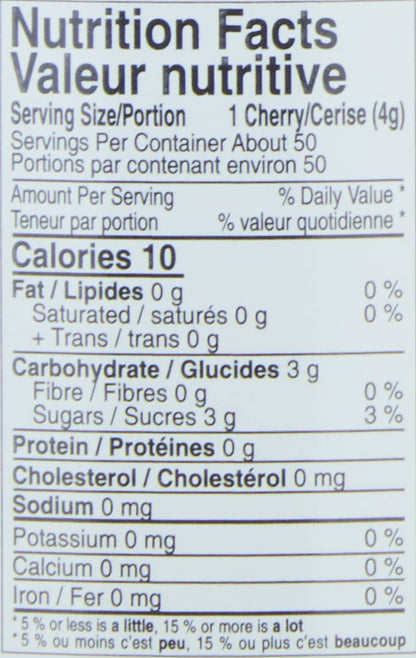 Nutrition Facts
Valeur nutritive
Serving Size/Portion 1 Cherry/Cerise (4g)
Servings Per Container About 50
Portions par contenant environ 50
Amount Per Serving % Daily Value *
Teneur par portion % valeur quotidienne *
Calories 10
Fat / Lipides 0 g 0 %
Saturated / saturés 0 g 0 %
+ Trans / trans 0 g
Carbohydrate / Glucides 3 g
Fibre / Fibres 0 g 0 %
Sugars / Sucres 3 g 3 %
Protein / Protéines 0 g
Cholesterol / Cholestérol 0 mg
Sodium 0 mg
Potassium 0 mg 0 %
Calcium 0 mg 0 %
Iron / Fer 0 mg 0 %
* 5 % or less is a little, 15 % or more is a lot
* 5 % ou moins c'est peu, 15 % ou plus c'est beaucoup